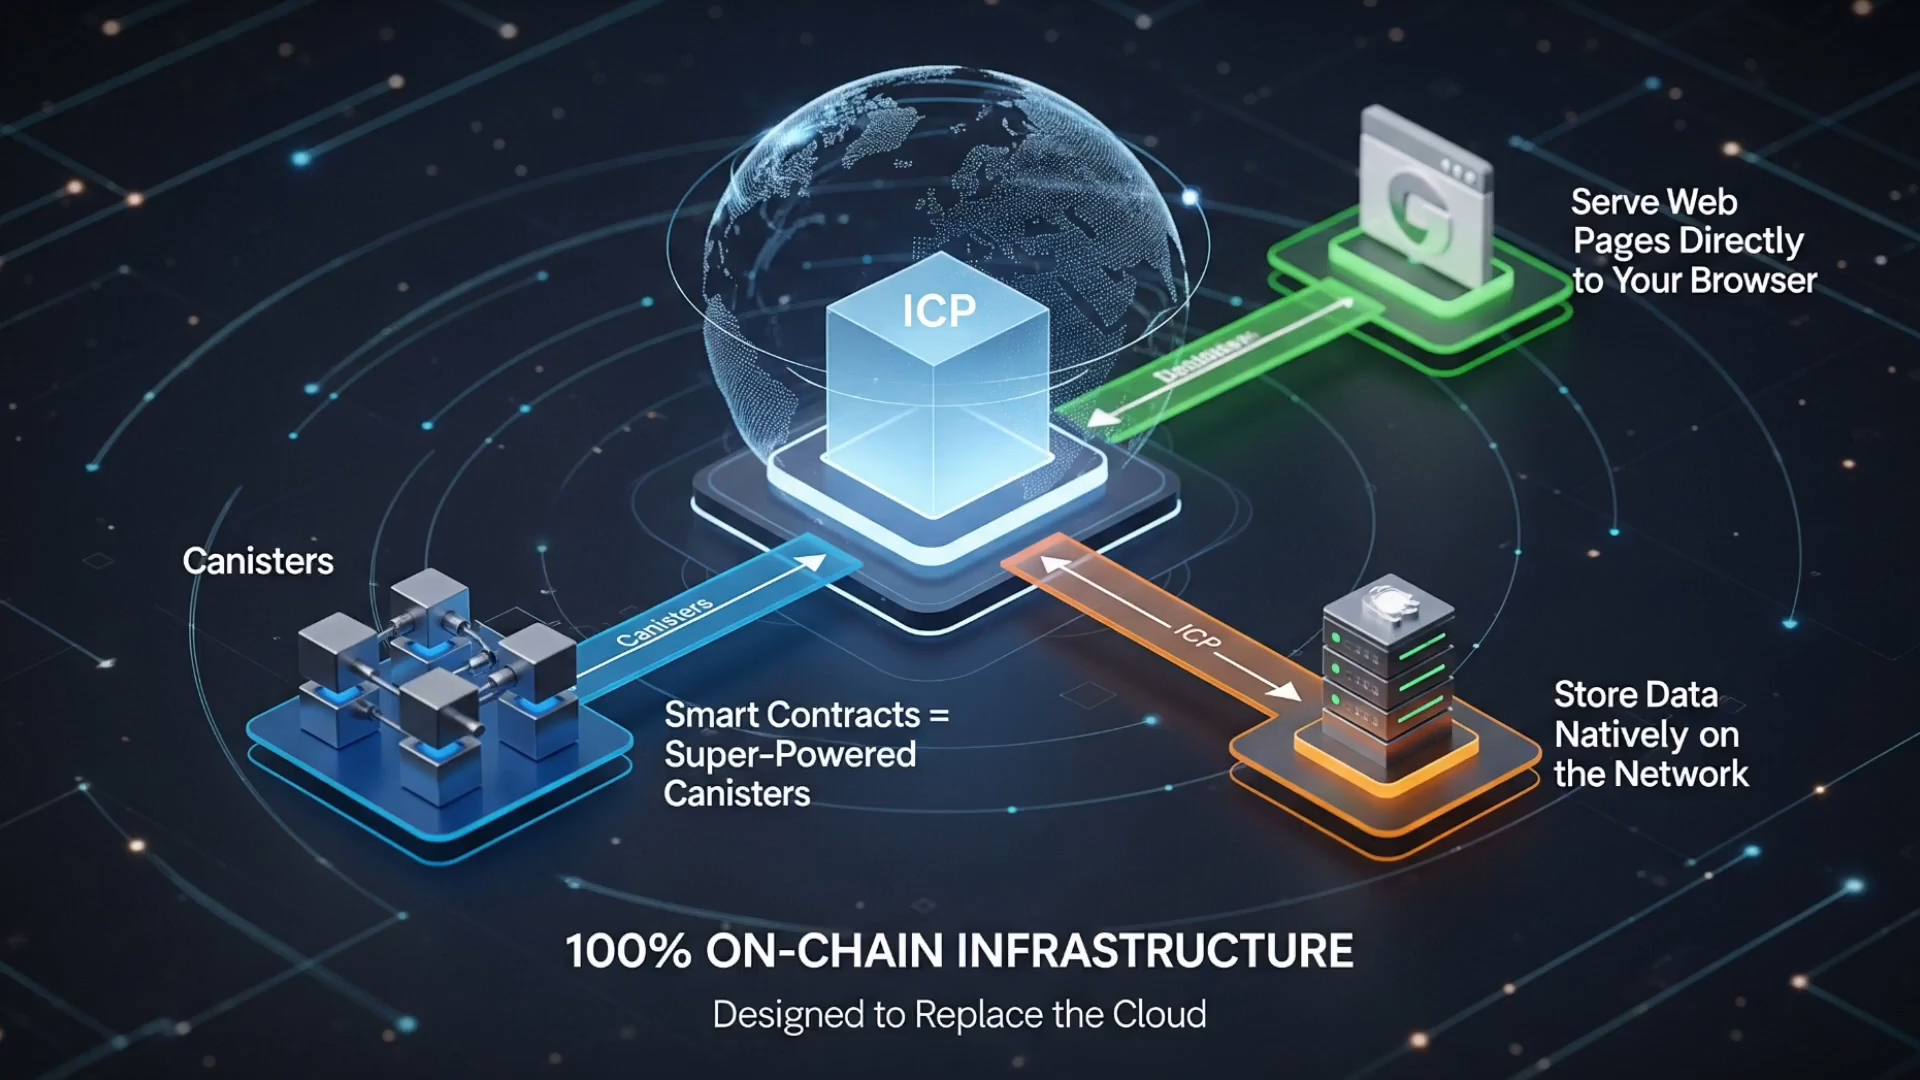 ICP
Serve Web
Pages Directly
to Your Browser
Canisters
Canisters
ICP
Smart Contracts =
Super-Powered
Canisters
Store Data
Natively on
the Network
100% ON-CHAIN INFRASTRUCTURE
Designed to Replace the Cloud